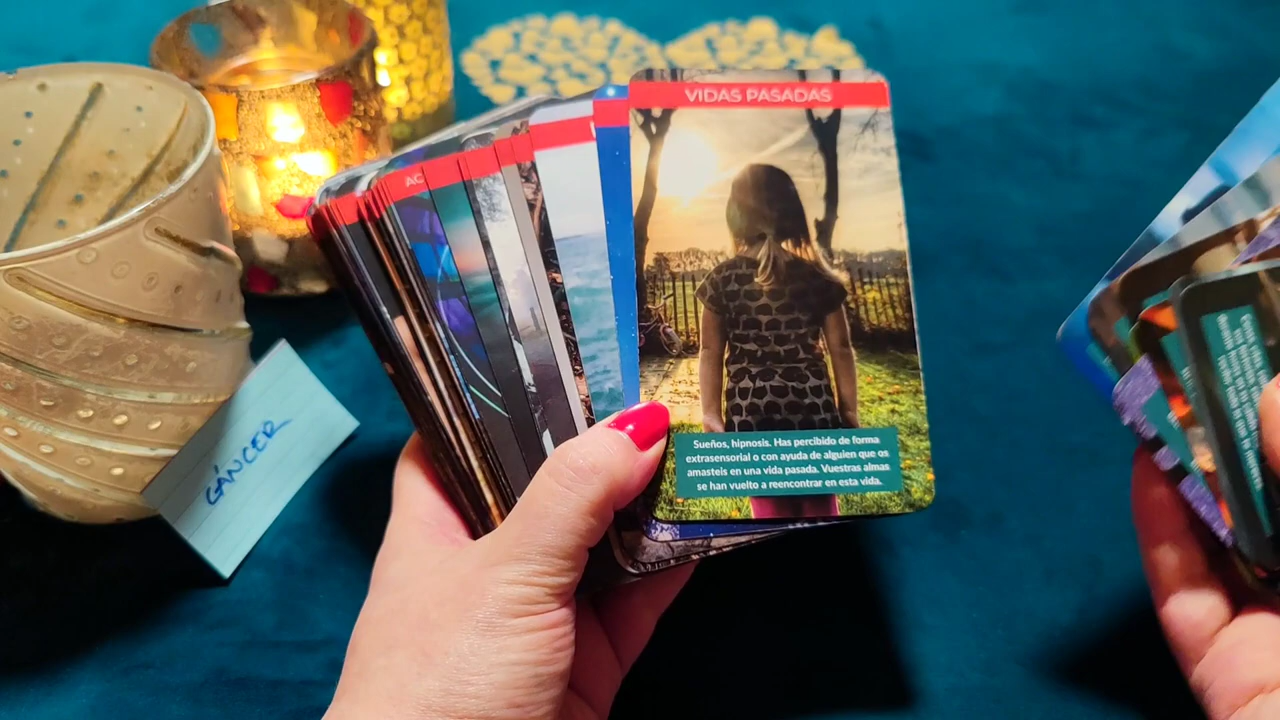 VIDAS PASADAS
AC
Sueños, hipnosis. Has percibido de forma
extrasensorial o con ayuda de alguien que os
amasteis en una vida pasada. Vuestras almas
se han vuelto a reencontrar en esta vida.
CÁNCER